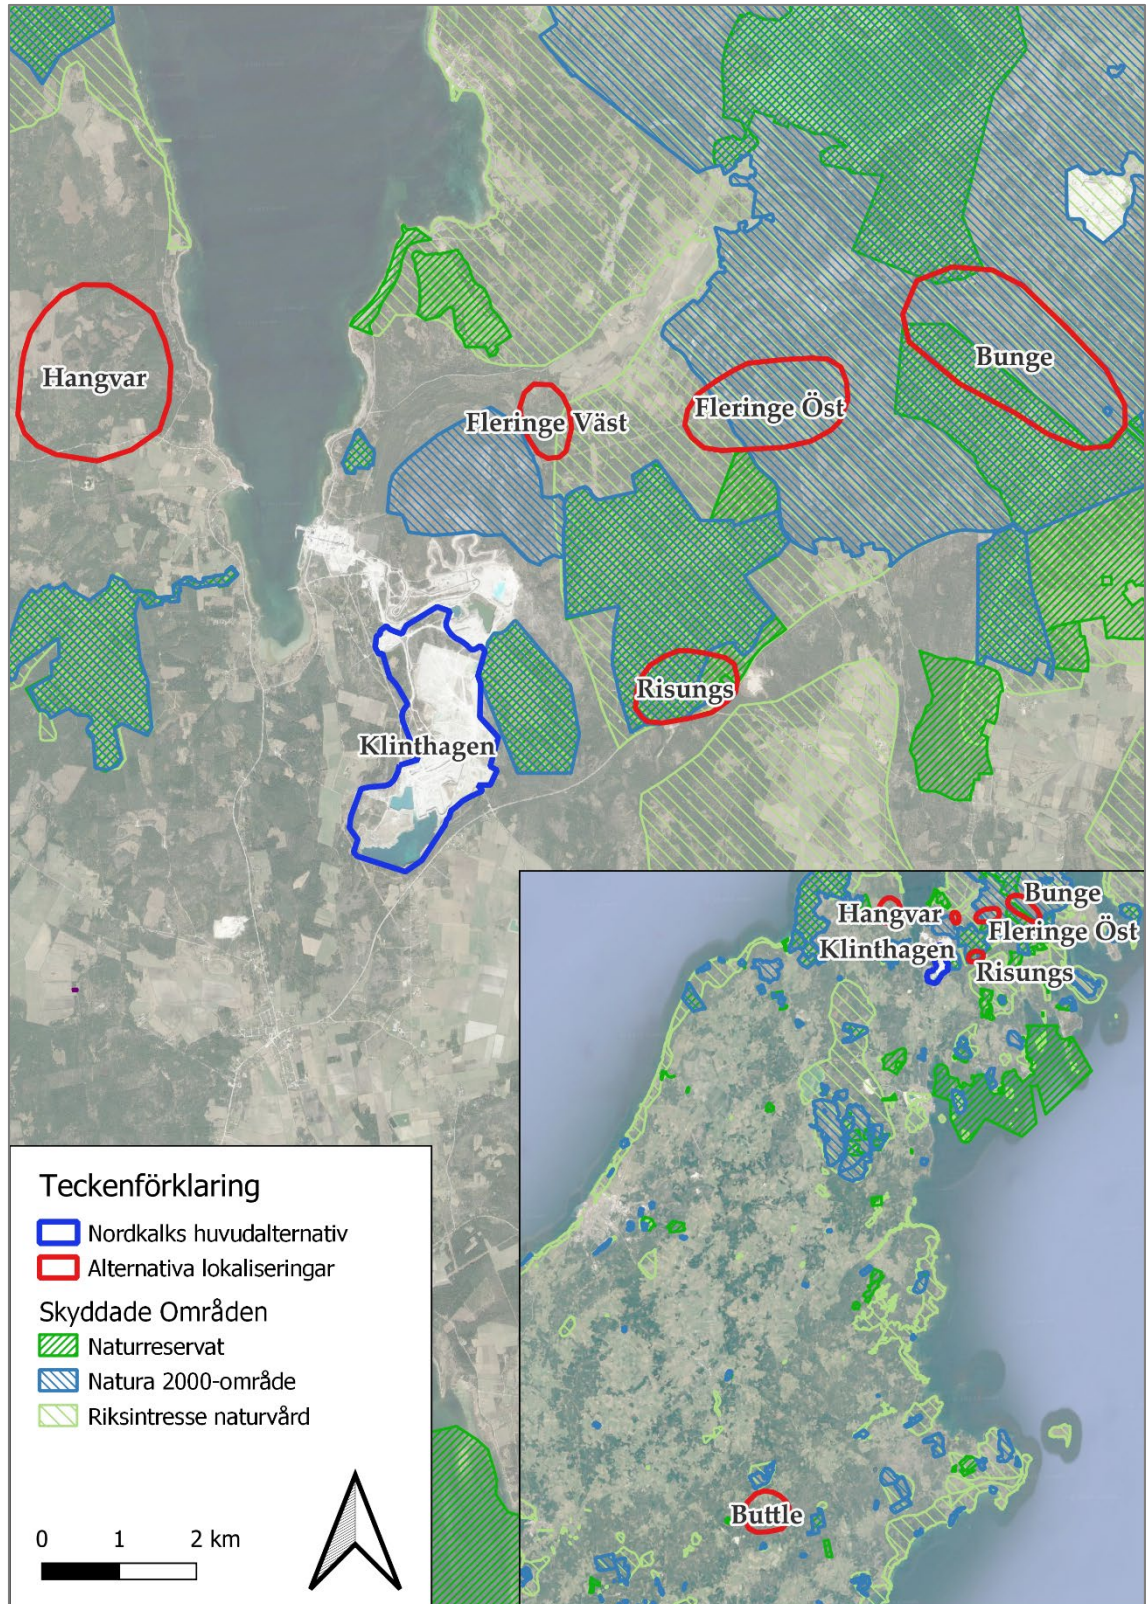 Hangvar
Fleringe Väst
Fleringe Öst
Bunge
Risungs
Klinthagen
Bunge
Hangvar
Fleringe Öst
Klinthagen
Risungs
Buttle
Teckenförklaring
Nordkalks huvudalternativ
Alternativa lokaliseringar
Skyddade Områden
Naturreservat
Natura 2000-område
Riksintresse naturvård
0 1 2 km